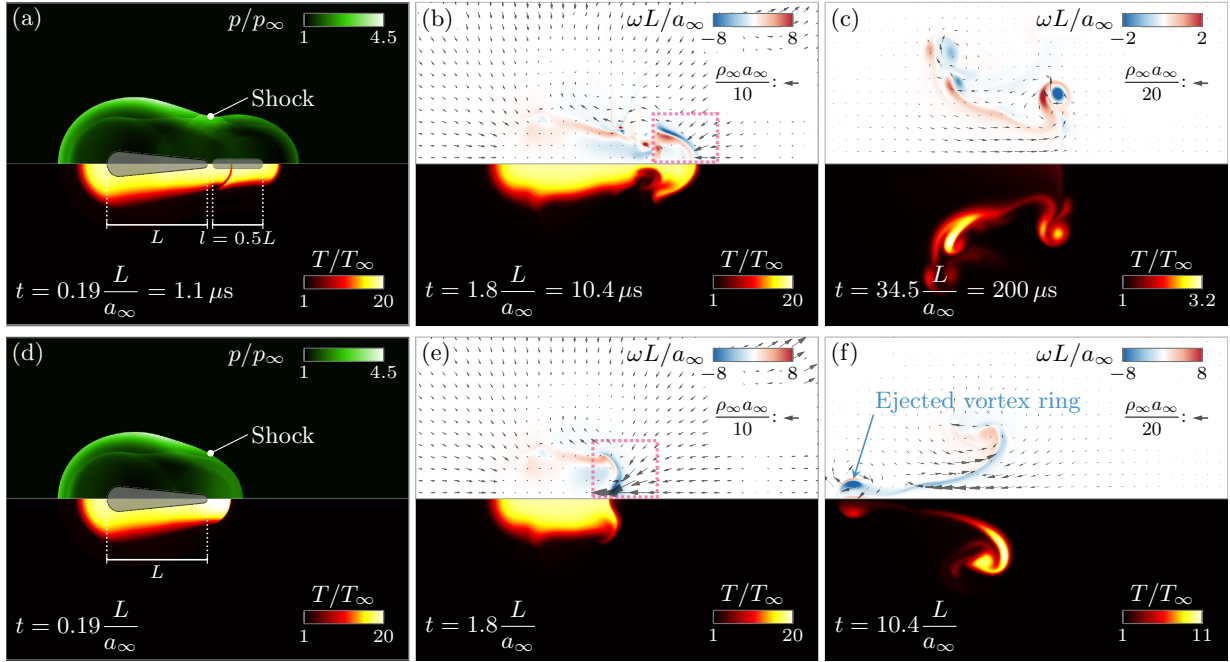 (a)
p/p∞
1
4.5
Shock
L
l = 0.5L
T/T∞
1
20
t = 0.19 L/a∞ = 1.1 μs
(b)
ωL/a∞
−8
8
ρ∞a∞/10 :
T/T∞
1
20
t = 1.8 L/a∞ = 10.4 μs
(c)
ωL/a∞
−2
2
ρ∞a∞/20 :
T/T∞
1
3.2
t = 34.5 L/a∞ = 200 μs
(d)
p/p∞
1
4.5
Shock
L
T/T∞
1
20
t = 0.19 L/a∞
(e)
ωL/a∞
−8
8
ρ∞a∞/10 :
T/T∞
1
20
t = 1.8 L/a∞
(f)
ωL/a∞
−8
8
Ejected vortex ring
ρ∞a∞/20 :
T/T∞
1
11
t = 10.4 L/a∞